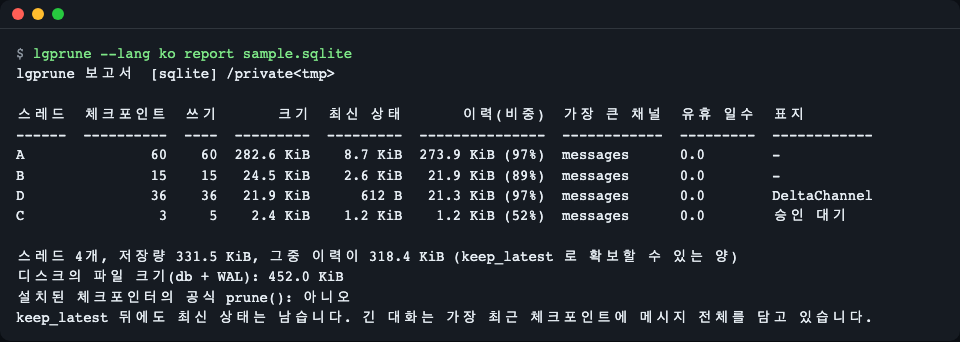 $ lgprune --lang ko report sample.sqlite
lgprune 보고서  [sqlite] /private<tmp>
스레드  체크포인트  쓰기       크기  최신 상태       이력(비중)  가장 큰 채널  유휴 일수  표지
------  ----------  ----  ---------  ---------  ---------------  ------------  ---------  ------------
A               60    60  282.6 KiB    8.7 KiB  273.9 KiB (97%)  messages      0.0        -
B               15    15   24.5 KiB    2.6 KiB   21.9 KiB (89%)  messages      0.0        -
D               36    36   21.9 KiB      612 B   21.3 KiB (97%)  messages      0.0        DeltaChannel
C                3     5    2.4 KiB    1.2 KiB    1.2 KiB (52%)  messages      0.0        승인 대기
스레드 4개, 저장량 331.5 KiB, 그중 이력이 318.4 KiB (keep_latest 로 확보할 수 있는 양)
디스크의 파일 크기(db + WAL): 452.0 KiB
설치된 체크포인터의 공식 prune(): 아니오
keep_latest 뒤에도 최신 상태는 남습니다. 긴 대화는 가장 최근 체크포인트에 메시지 전체를 담고 있습니다.